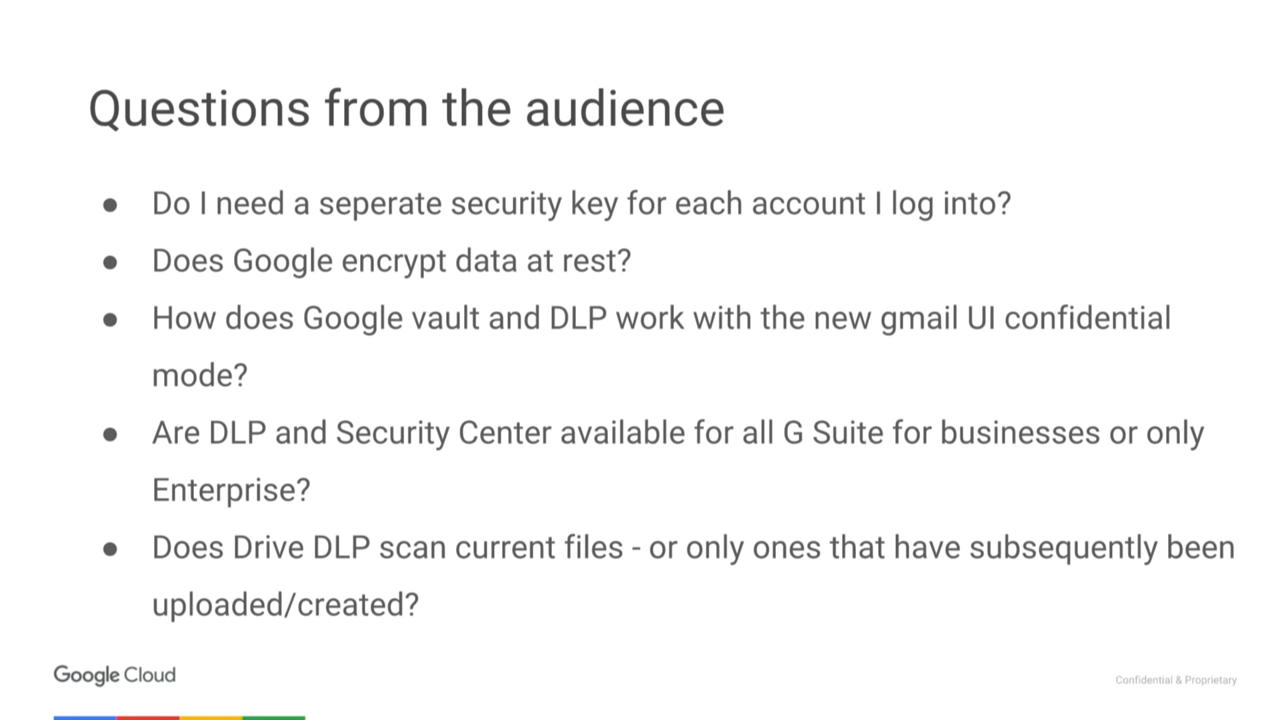 Questions from the audience
● Do I need a seperate security key for each account I log into?
● Does Google encrypt data at rest?
● How does Google vault and DLP work with the new gmail UI confidential
mode?
● Are DLP and Security Center available for all G Suite for businesses or only
Enterprise?
● Does Drive DLP scan current files - or only ones that have subsequently been
uploaded/created?
Google Cloud
Confidential & Proprietary